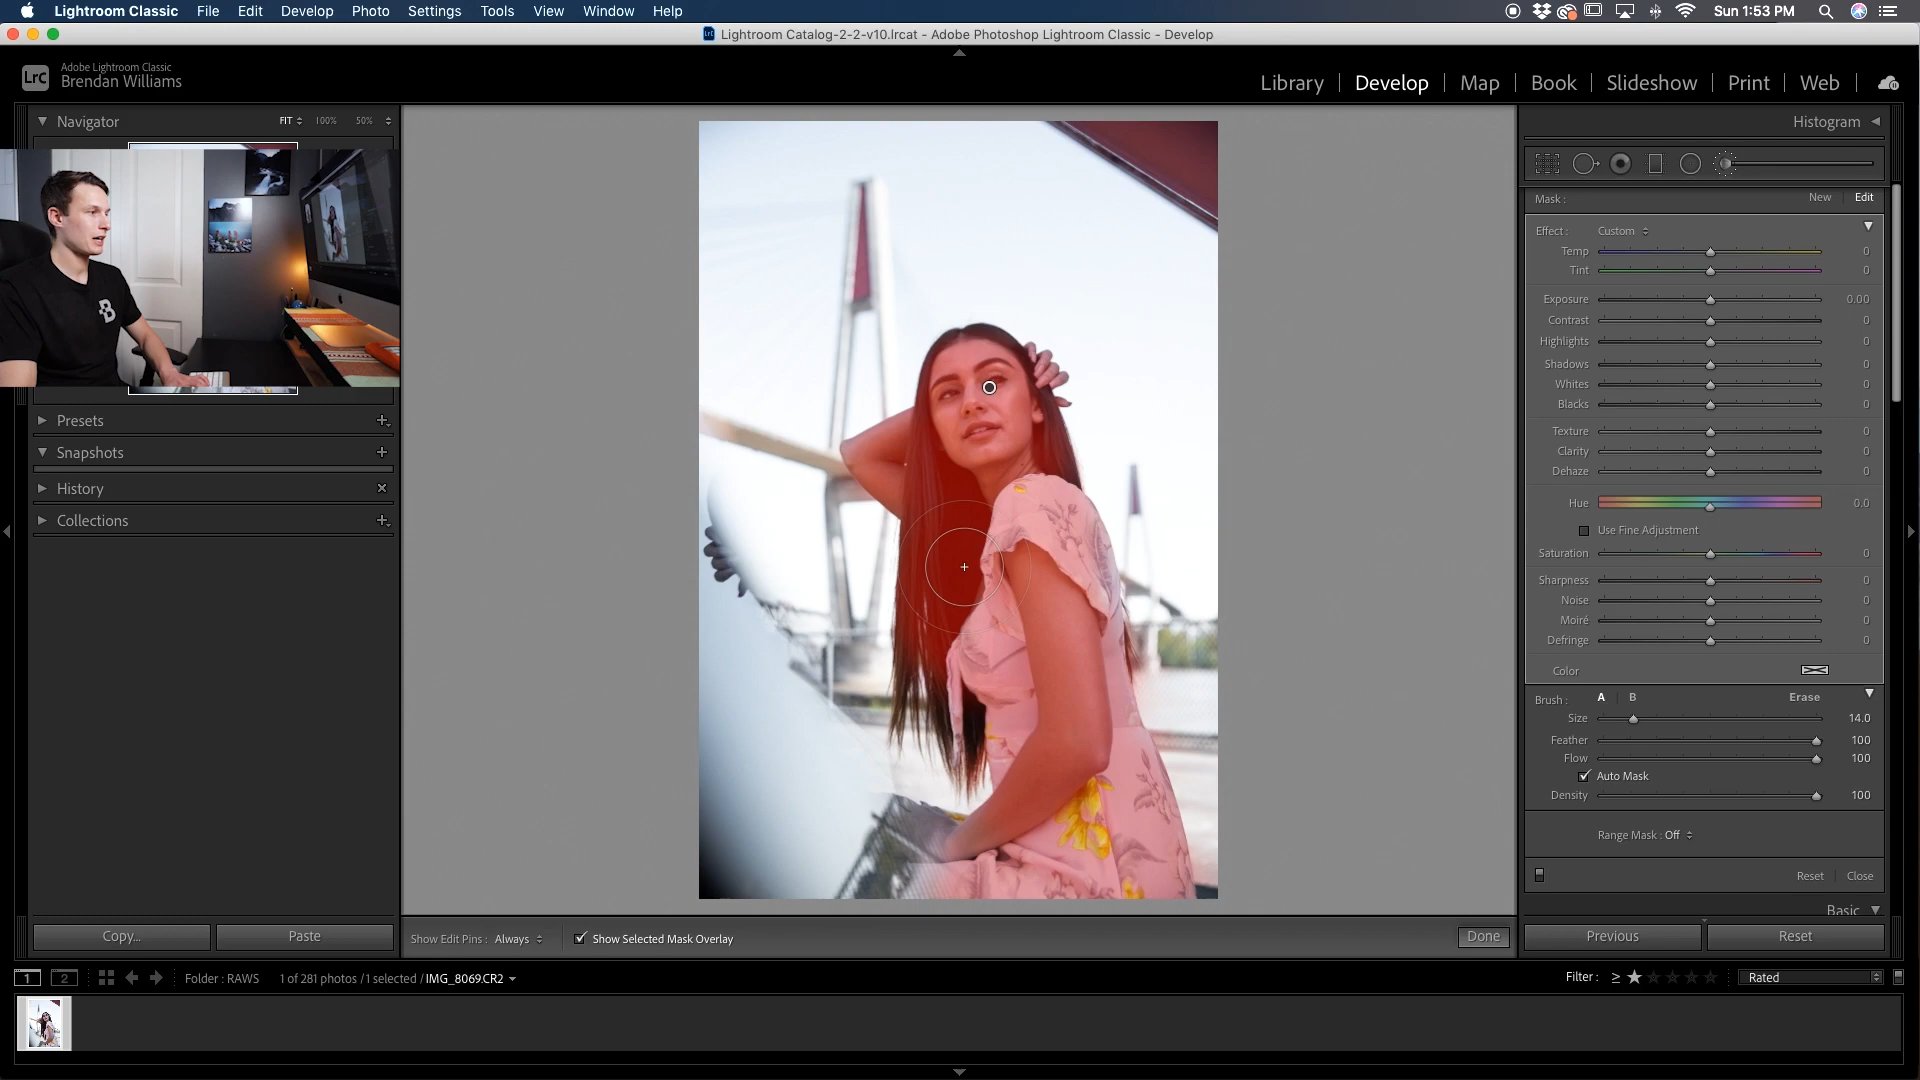 Lightroom Classic File Edit Develop Photo Settings Tools View Window Help Sun 1:53 PM
Lightroom Catalog-2-2-v10.lrcat - Adobe Photoshop Lightroom Classic - Develop
LrC Adobe Lightroom Classic
Brendan Williams
Library Develop Map Book Slideshow Print Web
Navigator FIT 100% 50%
Presets
Snapshots
History
Collections
Copy... Paste
Histogram
Mask : New Edit
Effect : Custom
Temp 0
Tint 0
Exposure 0.00
Contrast 0
Highlights 0
Shadows 0
Whites 0
Blacks 0
Texture 0
Clarity 0
Dehaze 0
Hue 0.0
Use Fine Adjustment
Saturation 0
Sharpness 0
Noise 0
Moiré 0
Defringe 0
Color
Brush : A B Erase
Size 14.0
Feather 100
Flow 100
Auto Mask
Density 100
Range Mask : Off
Reset Close
Basic
Previous Reset
Show Edit Pins : Always Show Selected Mask Overlay Done
1 2 Folder : RAWS 1 of 281 photos / 1 selected / IMG_8069.CR2 Filter : ≥ Rated